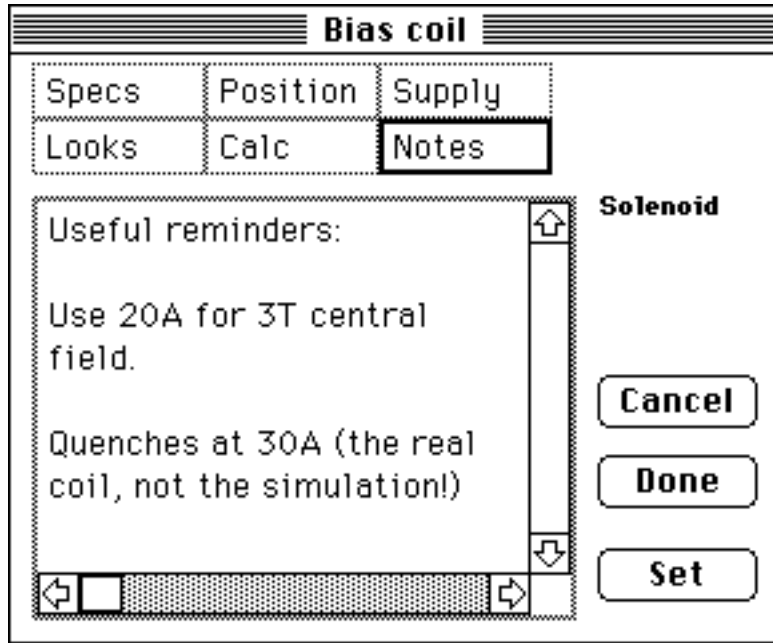 Bias coil
Specs Position Supply
Looks Calc Notes
Solenoid
Useful reminders:
Use 20A for 3T central
field.
Quenches at 30A (the real
coil, not the simulation!)
Cancel
Done
Set